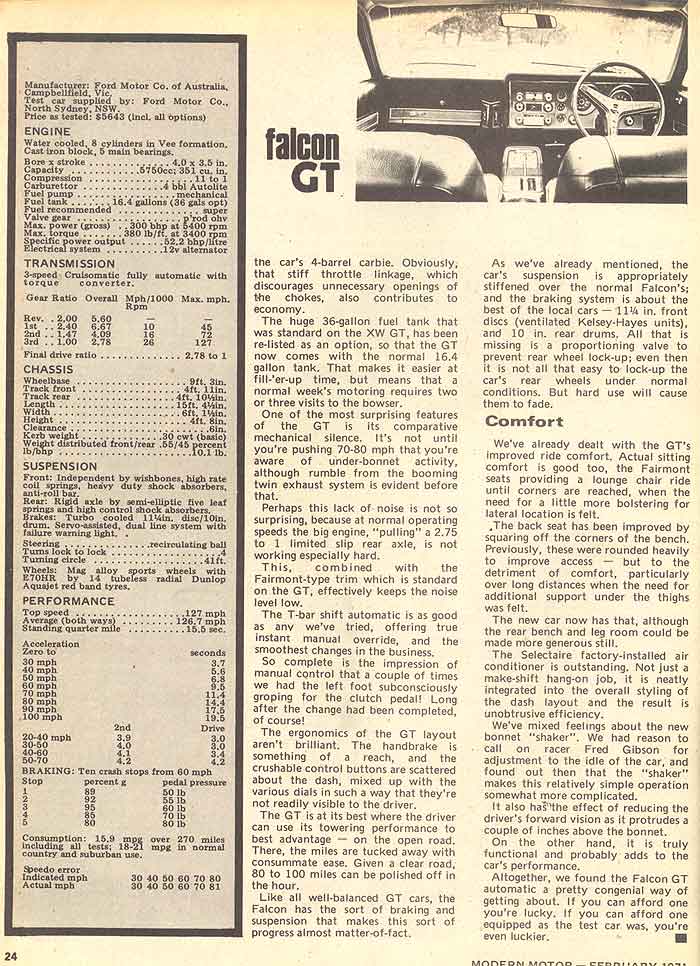 Manufacturer: Ford Motor Co. of Australia,
Campbellfield, Vic.
Test car supplied by: Ford Motor Co.,
North Sydney, NSW.
Price as tested: $5643 (incl. all options)
ENGINE
Water cooled, 8 cylinders in Vee formation.
Cast iron block, 5 main bearings.
Bore x stroke . . . . . . . . . . . 4.0 x 3.5 in.
Capacity . . . . . . . . . 5750cc; 351 cu. in.
Compression . . . . . . . . . . . . . 11 to 1
Carburettor . . . . . . . . . . 4 bbl Autolite
Fuel pump . . . . . . . . . . . . . mechanical
Fuel tank . . . . . 16.4 gallons (36 gals opt)
Fuel recommended . . . . . . . . . . . super
Valve gear . . . . . . . . . . . . . . p'rod ohv
Max. power (gross) . . 300 bhp at 5400 rpm
Max. torque . . . . . . 380 lb/ft. at 3400 rpm
Specific power output . . . . . 52.2 bhp/litre
Electrical system . . . . . . . . 12v alternator
TRANSMISSION
3-speed Cruisomatic fully automatic with
torque converter.
Gear Ratio Overall Mph/1000 Max. mph.
Rpm
Rev. . 2.00 5.60 — —
1st . . 2.40 6.67 10 45
2nd . . 1.47 4.09 16 72
3rd . . 1.00 2.78 26 127
Final drive ratio . . . . . . . . . . . 2.78 to 1
CHASSIS
Wheelbase . . . . . . . . . . . . . . . 9ft. 3in.
Track front . . . . . . . . . . . . . . 4ft. 11in.
Track rear . . . . . . . . . . . . . 4ft. 10½in.
Length . . . . . . . . . . . . . . . 15ft. 4½in.
Width . . . . . . . . . . . . . . . . 6ft. 1½in.
Height . . . . . . . . . . . . . . . . . 4ft. 8in.
Clearance . . . . . . . . . . . . . . . . . . 6in.
Kerb weight . . . . . . . . . . 30 cwt (basic)
Weight distributed front/rear . 55/45 percent
lb/bhp . . . . . . . . . . . . . . . . . 10.1 lb.
SUSPENSION
Front: Independent by wishbones, high rate
coil springs, heavy duty shock absorbers,
anti-roll bar.
Rear: Rigid axle by semi-elliptic five leaf
springs and high control shock absorbers.
Brakes: Turbo cooled 11¼in. disc/10in.
drum. Servo-assisted, dual line system with
failure warning light.
Steering . . . . . . . . . . . recirculating ball
Turns lock to lock . . . . . . . . . . . . . . 4
Turning circle . . . . . . . . . . . . . . . 41ft.
Wheels: Mag alloy sports wheels with
E70HR by 14 tubeless radial Dunlop
Aquajet red band tyres.
PERFORMANCE
Top speed . . . . . . . . . . . . . . 127 mph
Average (both ways) . . . . . . . 126.7 mph
Standing quarter mile . . . . . . . 15.5 sec.
Acceleration
Zero to seconds
30 mph 3.7
40 mph 5.6
50 mph 6.8
60 mph 9.5
70 mph 11.4
80 mph 14.4
90 mph 17.5
100 mph 19.5
2nd Drive
20-40 mph 3.9 3.0
30-50 4.0 3.0
40-60 4.1 3.4
50-70 4.2 4.2
BRAKING: Ten crash stops from 60 mph
Stop percent g pedal pressure
1 89 50 lb
2 92 55 lb
3 95 60 lb
4 85 70 lb
5 80 80 lb
Consumption: 15.9 mpg over 270 miles
including all tests; 18-21 mpg in normal
country and suburban use.
Speedo error
Indicated mph 30 40 50 60 70 80
Actual mph 30 40 50 60 70 81
24
falcon
GT
the car's 4-barrel carbie. Obviously,
that stiff throttle linkage, which
discourages unnecessary openings of
the chokes, also contributes to
economy.
The huge 36-gallon fuel tank that
was standard on the XW GT, has been
re-listed as an option, so that the GT
now comes with the normal 16.4
gallon tank. That makes it easier at
fill-'er-up time, but means that a
normal week's motoring requires two
or three visits to the bowser.
One of the most surprising features
of the GT is its comparative
mechanical silence. It's not until
you're pushing 70-80 mph that you're
aware of under-bonnet activity,
although rumble from the booming
twin exhaust system is evident before
that.
Perhaps this lack of noise is not so
surprising, because at normal operating
speeds the big engine, "pulling" a 2.75
to 1 limited slip rear axle, is not
working especially hard.
This, combined with the
Fairmont-type trim which is standard
on the GT, effectively keeps the noise
level low.
The T-bar shift automatic is as good
as any we've tried, offering true
instant manual override, and the
smoothest changes in the business.
So complete is the impression of
manual control that a couple of times
we had the left foot subconsciously
groping for the clutch pedal! Long
after the change had been completed,
of course!
The ergonomics of the GT layout
aren't brilliant. The handbrake is
something of a reach, and the
crushable control buttons are scattered
about the dash, mixed up with the
various dials in such a way that they're
not readily visible to the driver.
The GT is at its best where the driver
can use its towering performance to
best advantage — on the open road.
There, the miles are tucked away with
consummate ease. Given a clear road,
80 to 100 miles can be polished off in
the hour.
Like all well-balanced GT cars, the
Falcon has the sort of braking and
suspension that makes this sort of
progress almost matter-of-fact.
As we've already mentioned, the
car's suspension is appropriately
stiffened over the normal Falcon's;
and the braking system is about the
best of the local cars — 11¼ in. front
discs (ventilated Kelsey-Hayes units),
and 10 in. rear drums. All that is
missing is a proportioning valve to
prevent rear wheel lock-up; even then
it is not all that easy to lock-up the
car's rear wheels under normal
conditions. But hard use will cause
them to fade.
Comfort
We've already dealt with the GT's
improved ride comfort. Actual sitting
comfort is good too, the Fairmont
seats providing a lounge chair ride
until corners are reached, when the
need for a little more bolstering for
lateral location is felt.
The back seat has been improved by
squaring off the corners of the bench.
Previously, these were rounded heavily
to improve access — but to the
detriment of comfort, particularly
over long distances when the need for
additional support under the thighs
was felt.
The new car now has that, although
the rear bench and leg room could be
made more generous still.
The Selectaire factory-installed air
conditioner is outstanding. Not just a
make-shift hang-on job, it is neatly
integrated into the overall styling of
the dash layout and the result is
unobtrusive efficiency.
We've mixed feelings about the new
bonnet "shaker". We had reason to
call on racer Fred Gibson for
adjustment to the idle of the car, and
found out then that the "shaker"
makes this relatively simple operation
somewhat more complicated.
It also has the effect of reducing the
driver's forward vision as it protrudes a
couple of inches above the bonnet.
On the other hand, it is truly
functional and probably adds to the
car's performance.
Altogether, we found the Falcon GT
automatic a pretty congenial way of
getting about. If you can afford one
you're lucky. If you can afford one
equipped as the test car was, you're
even luckier.
MODERN MOTOR — FEBRUARY 1971